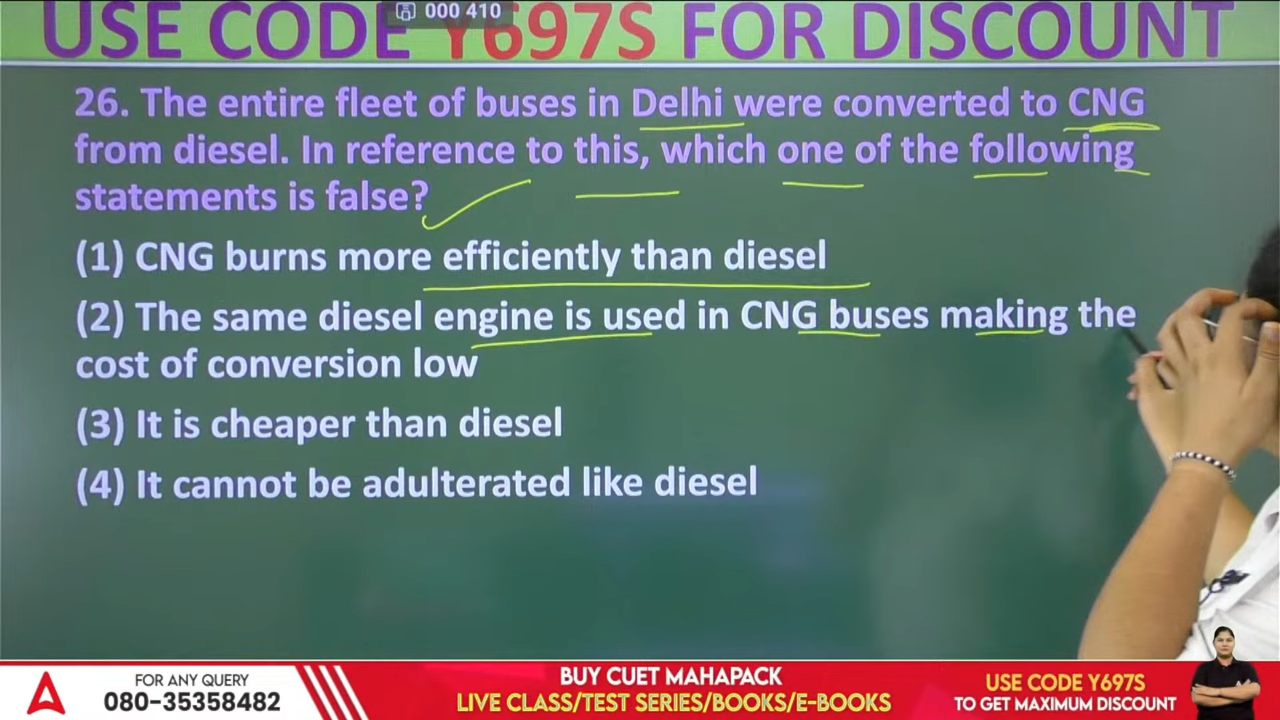 USE CODE Y697S FOR DISCOUNT
000 410
26. The entire fleet of buses in Delhi were converted to CNG
from diesel. In reference to this, which one of the following
statements is false?
(1) CNG burns more efficiently than diesel
(2) The same diesel engine is used in CNG buses making the
cost of conversion low
(3) It is cheaper than diesel
(4) It cannot be adulterated like diesel
FOR ANY QUERY
080-35358482
BUY CUET MAHAPACK
LIVE CLASS/TEST SERIES/BOOKS/E-BOOKS
USE CODE Y697S
TO GET MAXIMUM DISCOUNT